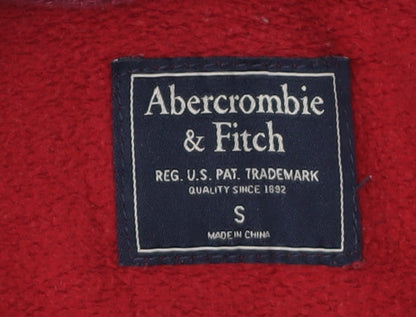 Abercrombie
& Fitch
REG. U.S. PAT. TRADEMARK
QUALITY SINCE 1892
S
MADE IN CHINA